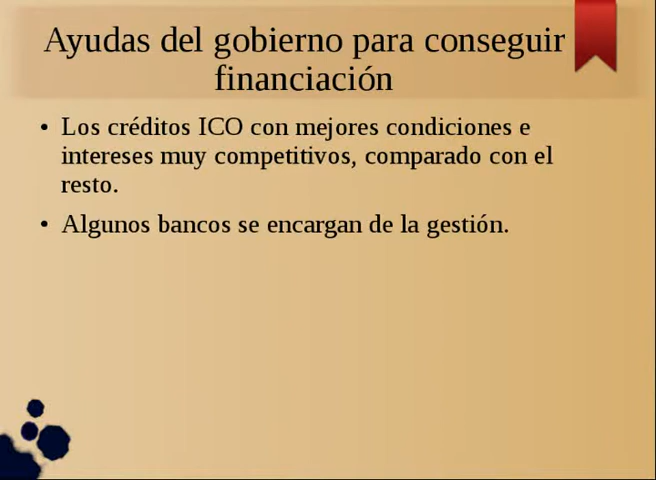 Ayudas del gobierno para conseguir
financiación
• Los créditos ICO con mejores condiciones e
intereses muy competitivos, comparado con el
resto.
• Algunos bancos se encargan de la gestión.